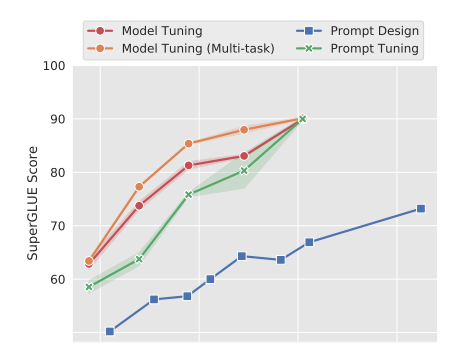 Model Tuning
Model Tuning (Multi-task)
Prompt Design
Prompt Tuning
100
90
80
70
60
SuperGLUE Score